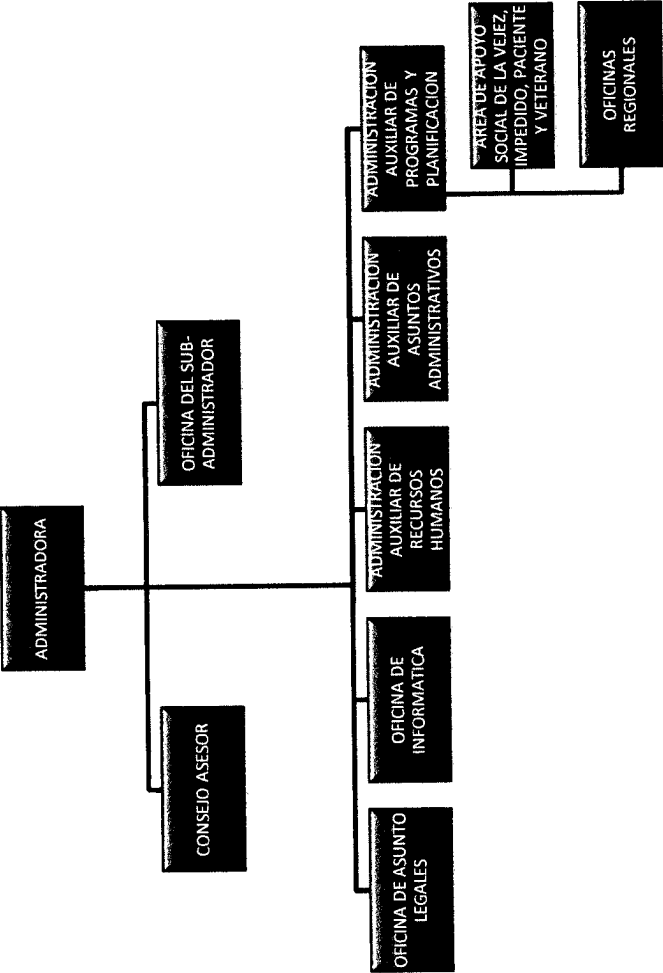 ADMINISTRADORA
CONSEJO ASESOR
OFICINA DEL SUB-
ADMINISTRADOR
OFICINA DE ASUNTO
LEGALES
OFICINA DE
INFORMATICA
ADMINISTRACION
AUXILIAR DE
RECURSOS
HUMANOS
ADMINISTRACION
AUXILIAR DE
ASUNTOS
ADMINISTRATIVOS
ADMINISTRACION
AUXILIAR DE
PROGRAMAS Y
PLANIFICACION
AREA DE APOYO
SOCIAL DE LA VEJEZ,
IMPEDIDO, PACIENTE
Y VETERANO
OFICINAS
REGIONALES